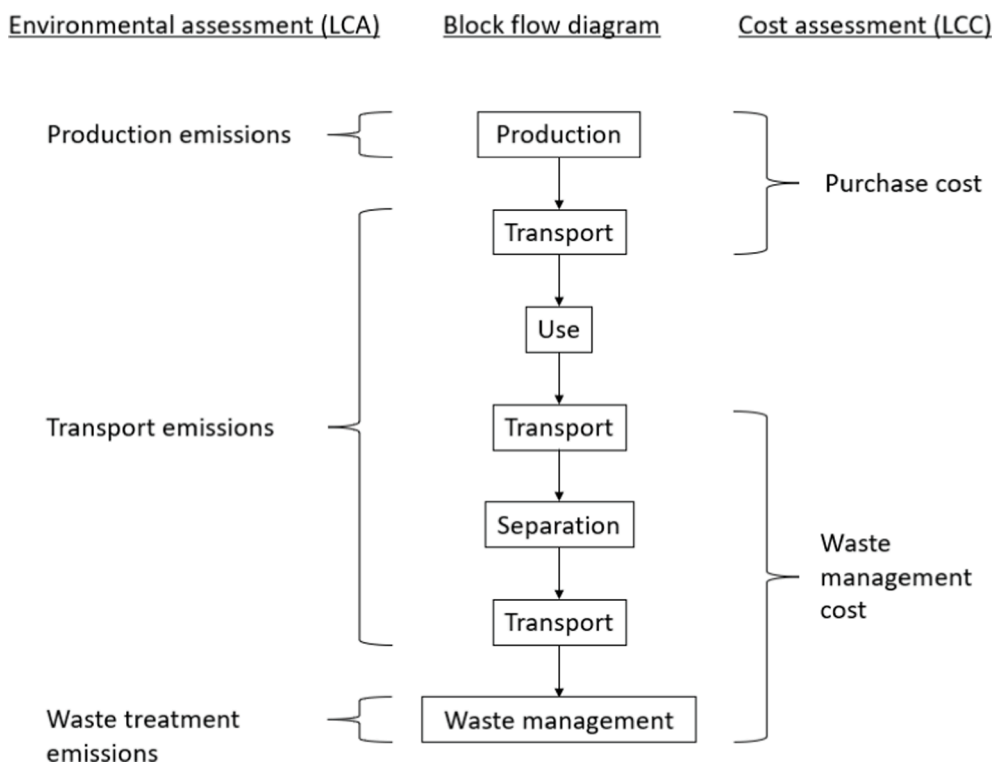 Environmental assessment (LCA)
Block flow diagram
Cost assessment (LCC)
Production emissions
Production
Purchase cost
Transport
Use
Transport emissions
Transport
Separation
Waste
management
cost
Transport
Waste treatment
emissions
Waste management